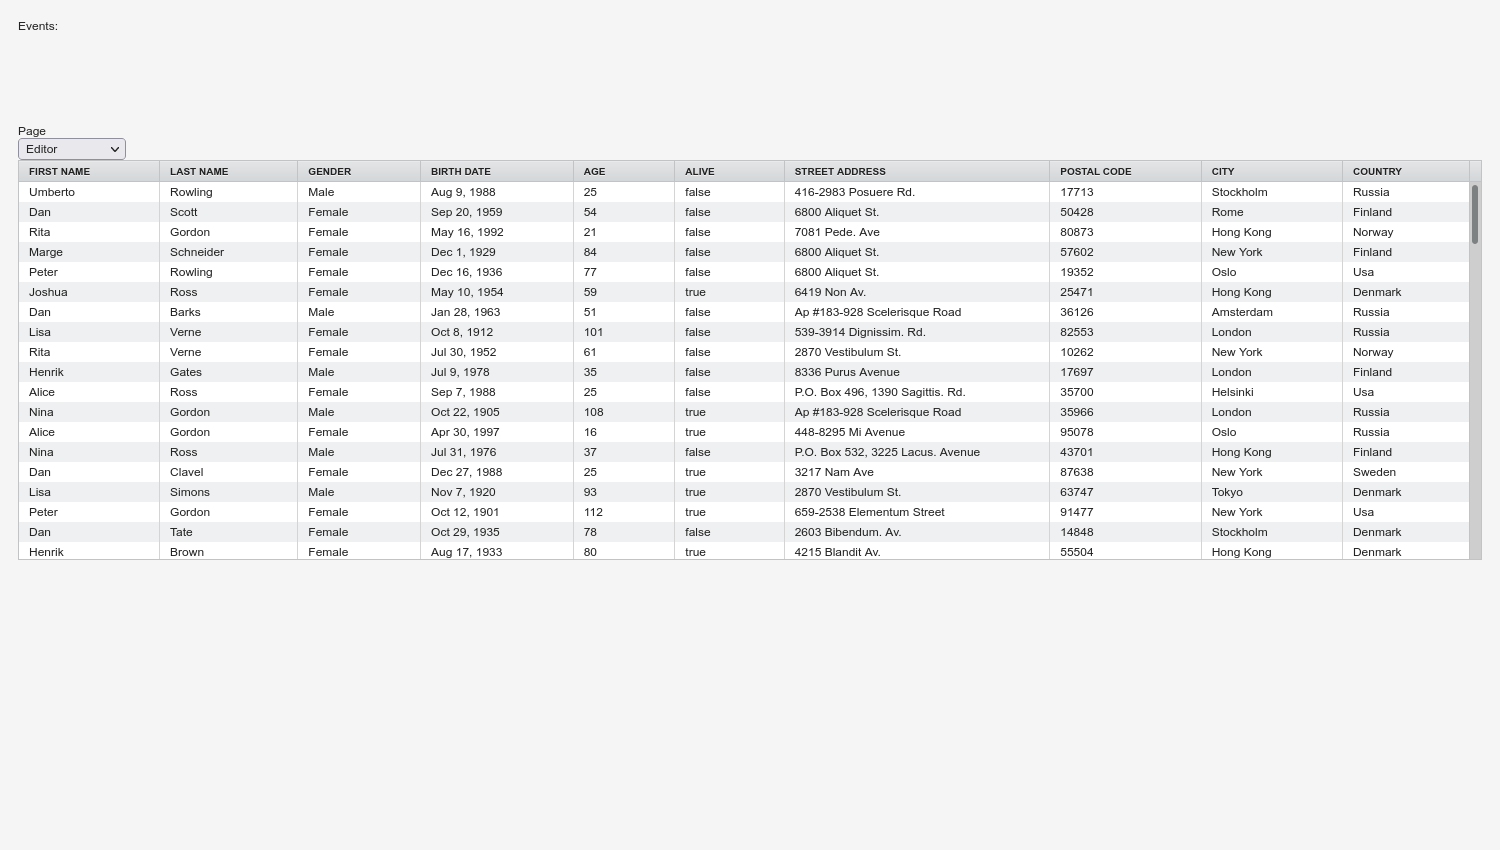 Events:
Page
Editor
FIRST NAME LAST NAME GENDER BIRTH DATE AGE ALIVE STREET ADDRESS POSTAL CODE CITY COUNTRY
Umberto Rowling Male Aug 9, 1988 25 false 416-2983 Posuere Rd. 17713 Stockholm Russia
Dan Scott Female Sep 20, 1959 54 false 6800 Aliquet St. 50428 Rome Finland
Rita Gordon Female May 16, 1992 21 false 7081 Pede. Ave 80873 Hong Kong Norway
Marge Schneider Female Dec 1, 1929 84 false 6800 Aliquet St. 57602 New York Finland
Peter Rowling Female Dec 16, 1936 77 false 6800 Aliquet St. 19352 Oslo Usa
Joshua Ross Female May 10, 1954 59 true 6419 Non Av. 25471 Hong Kong Denmark
Dan Barks Male Jan 28, 1963 51 false Ap #183-928 Scelerisque Road 36126 Amsterdam Russia
Lisa Verne Female Oct 8, 1912 101 false 539-3914 Dignissim. Rd. 82553 London Russia
Rita Verne Female Jul 30, 1952 61 false 2870 Vestibulum St. 10262 New York Norway
Henrik Gates Male Jul 9, 1978 35 false 8336 Purus Avenue 17697 London Finland
Alice Ross Female Sep 7, 1988 25 false P.O. Box 496, 1390 Sagittis. Rd. 35700 Helsinki Usa
Nina Gordon Male Oct 22, 1905 108 true Ap #183-928 Scelerisque Road 35966 London Russia
Alice Gordon Female Apr 30, 1997 16 true 448-8295 Mi Avenue 95078 Oslo Russia
Nina Ross Male Jul 31, 1976 37 false P.O. Box 532, 3225 Lacus. Avenue 43701 Hong Kong Finland
Dan Clavel Female Dec 27, 1988 25 true 3217 Nam Ave 87638 New York Sweden
Lisa Simons Male Nov 7, 1920 93 true 2870 Vestibulum St. 63747 Tokyo Denmark
Peter Gordon Female Oct 12, 1901 112 true 659-2538 Elementum Street 91477 New York Usa
Dan Tate Female Oct 29, 1935 78 false 2603 Bibendum. Av. 14848 Stockholm Denmark
Henrik Brown Female Aug 17, 1933 80 true 4215 Blandit Av. 55504 Hong Kong Denmark